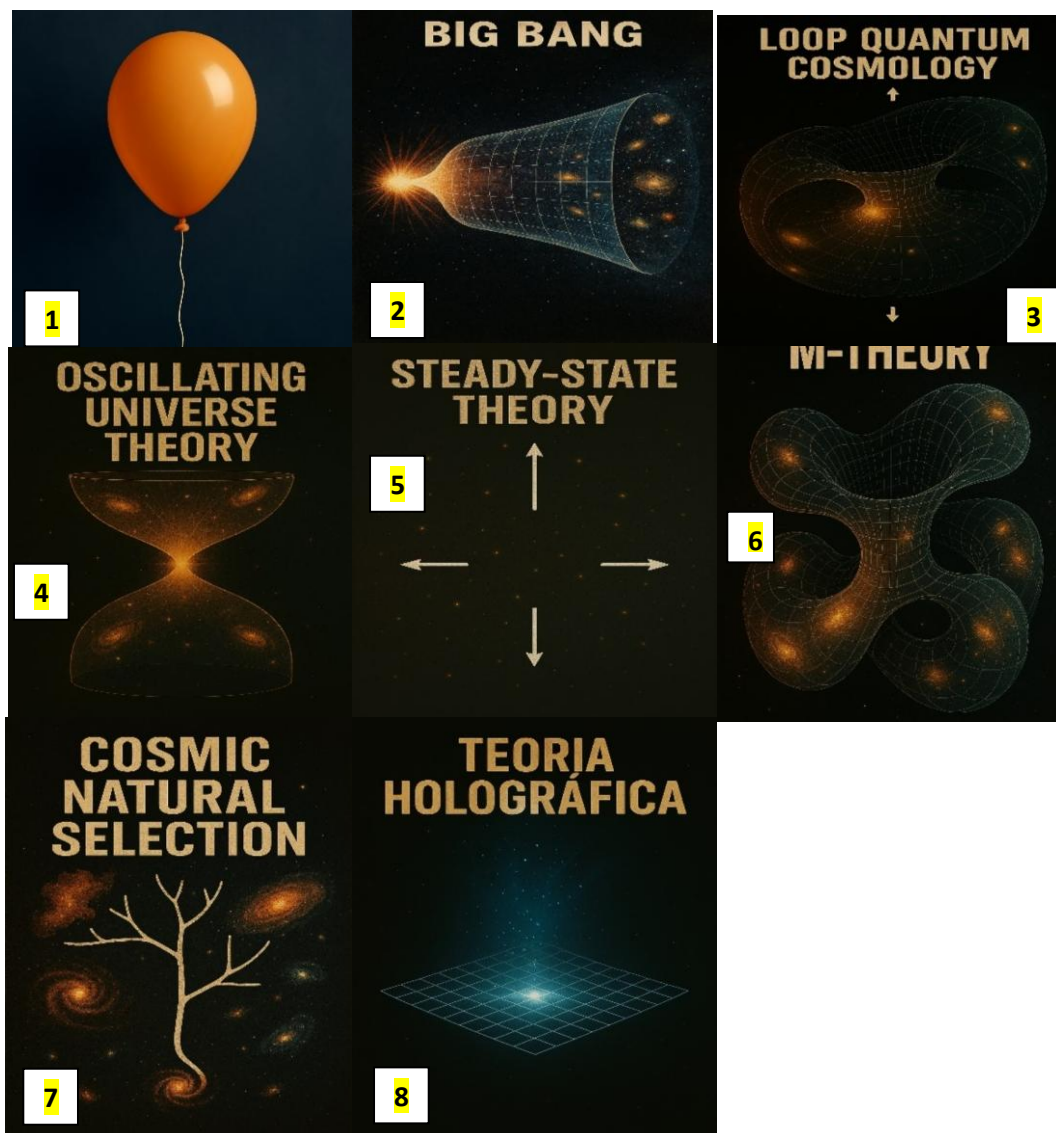 1
BIG BANG
2
LOOP QUANTUM
COSMOLOGY
3
OSCILLATING
UNIVERSE
THEORY
4
STEADY-STATE
THEORY
5
M-THEORY
6
COSMIC
NATURAL
SELECTION
7
TEORIA
HOLOGRÁFICA
8